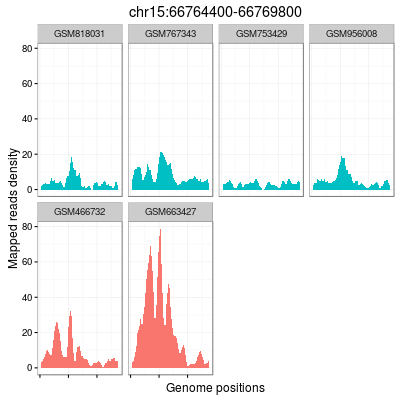 chr15:66764400-66769800
GSM818031 GSM767343 GSM753429 GSM956008
80
60
40
20
0
GSM466732 GSM663427
80
60
40
20
0
Mapped reads density
Genome positions